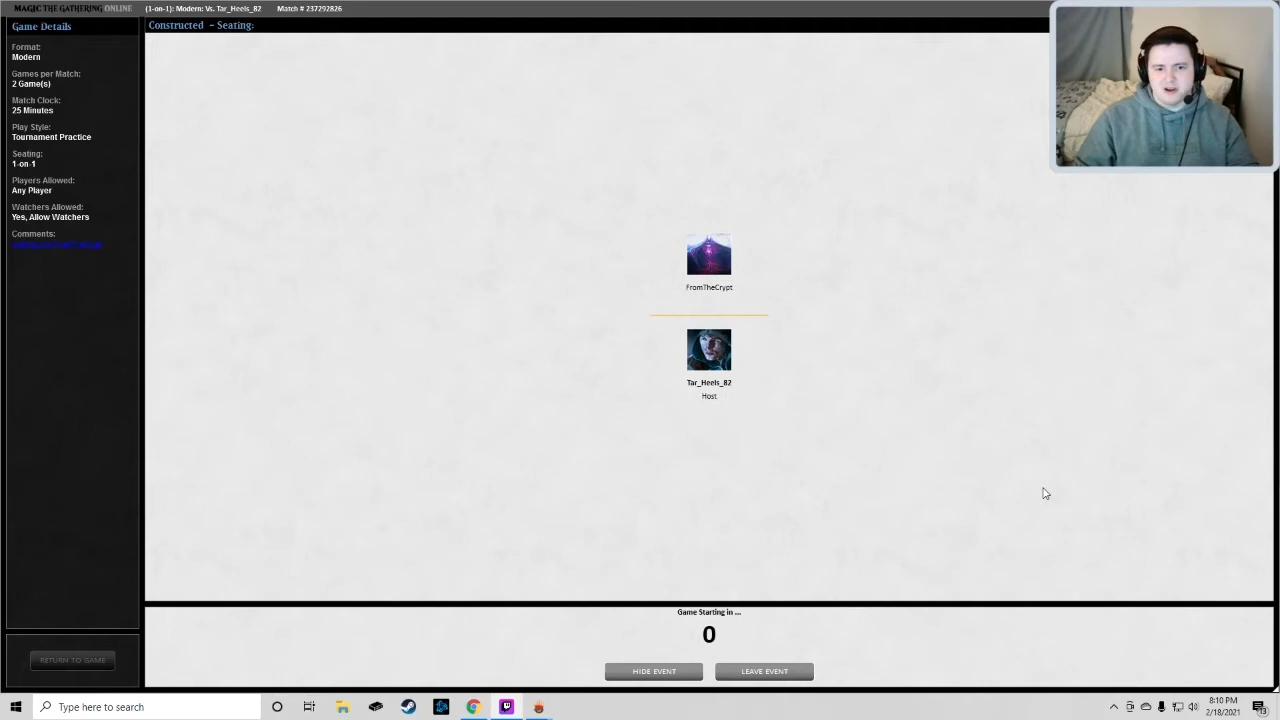 MAGIC THE GATHERING ONLINE
(1-on-1): Modern: Vs. Tar_Heels_82 Match # 237292826
Game Details
Format:
Modern
Games per Match:
2 Game(s)
Match Clock:
25 Minutes
Play Style:
Tournament Practice
Seating:
1-on-1
Players Allowed:
Any Player
Watchers Allowed:
Yes, Allow Watchers
Comments:
RETURN TO GAME
Constructed - Seating:
FromTheCrypt
Tar_Heels_82
Host
Game Starting in ...
0
HIDE EVENT
LEAVE EVENT
Type here to search
8:10 PM
2/18/2021